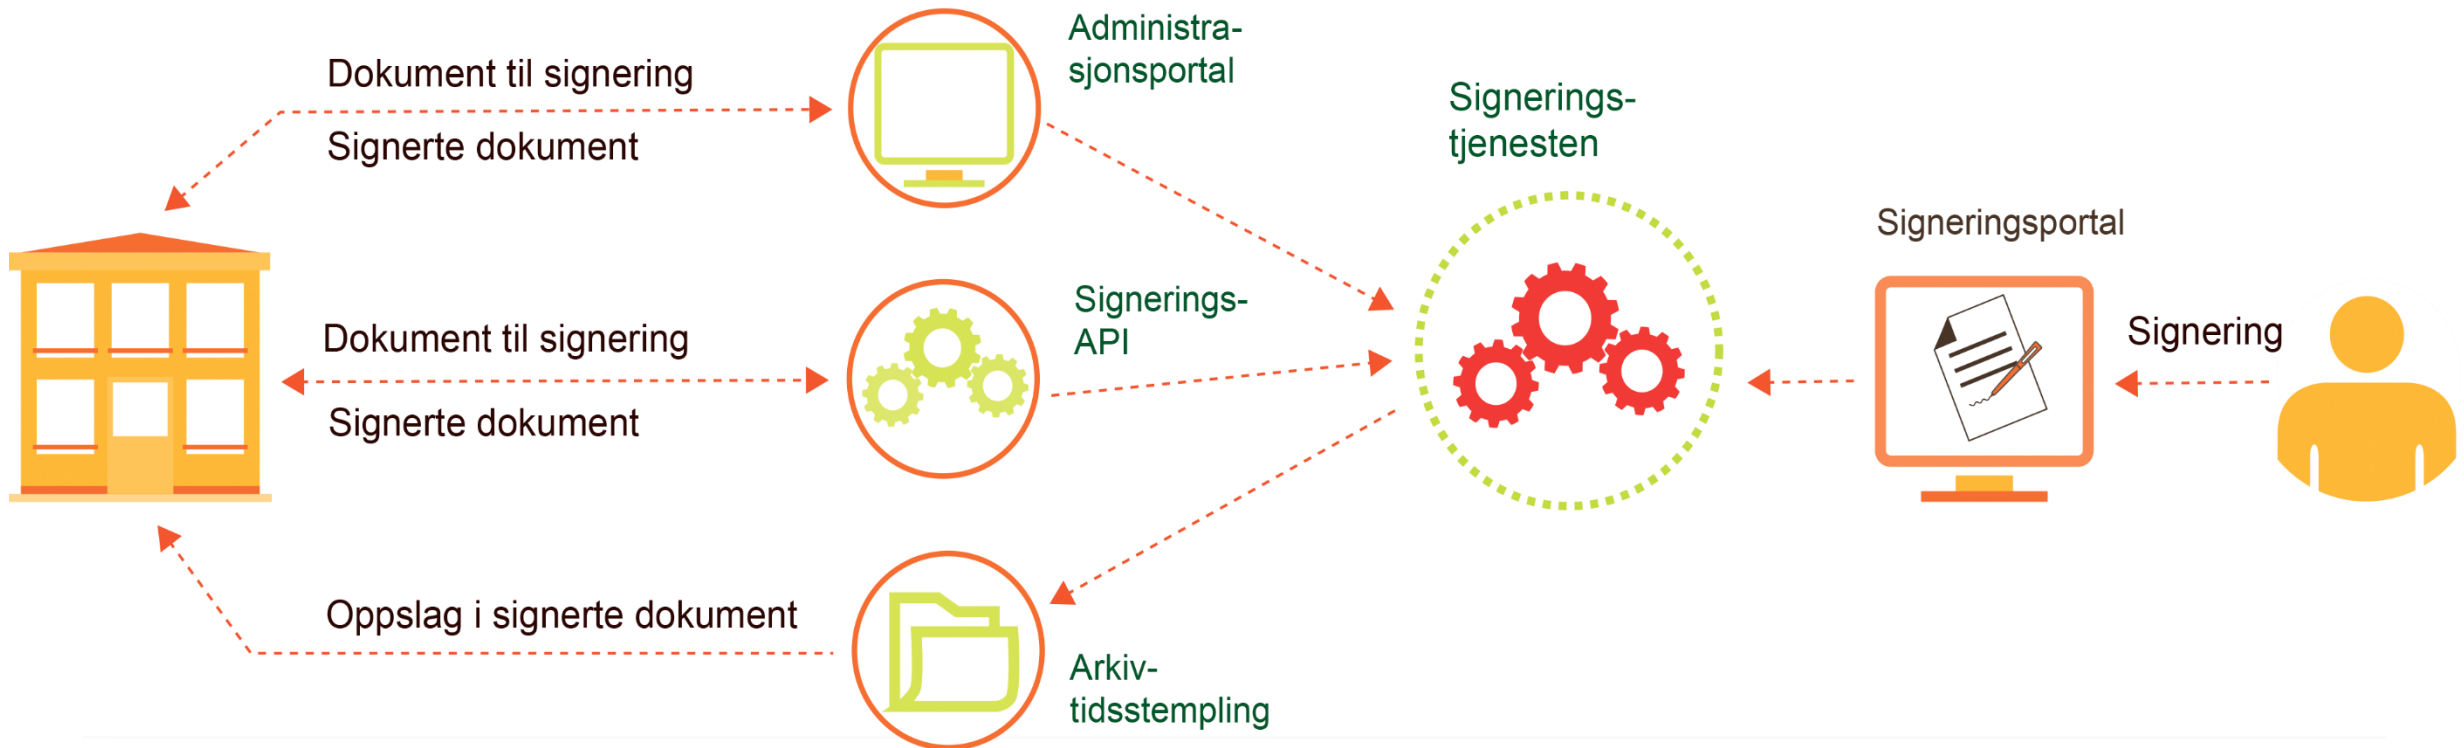 Dokument til signering
Signerte dokument
Administra-
sjonsportal
Signerings-
tjenesten
Dokument til signering
Signerte dokument
Signerings-
API
Signeringsportal
Signering
Oppslag i signerte dokument
Arkiv-
tidsstempling